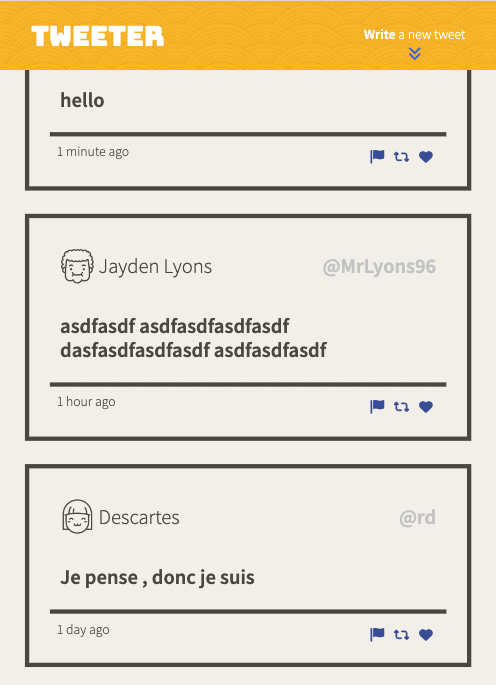 TWEETER
Write a new tweet
hello
1 minute ago
Jayden Lyons
@MrLyons96
asdfasdf asdfasdfasdfasdf
dasfasdfasdfasdf asdfasdfasdf
1 hour ago
Descartes
@rd
Je pense , donc je suis
1 day ago